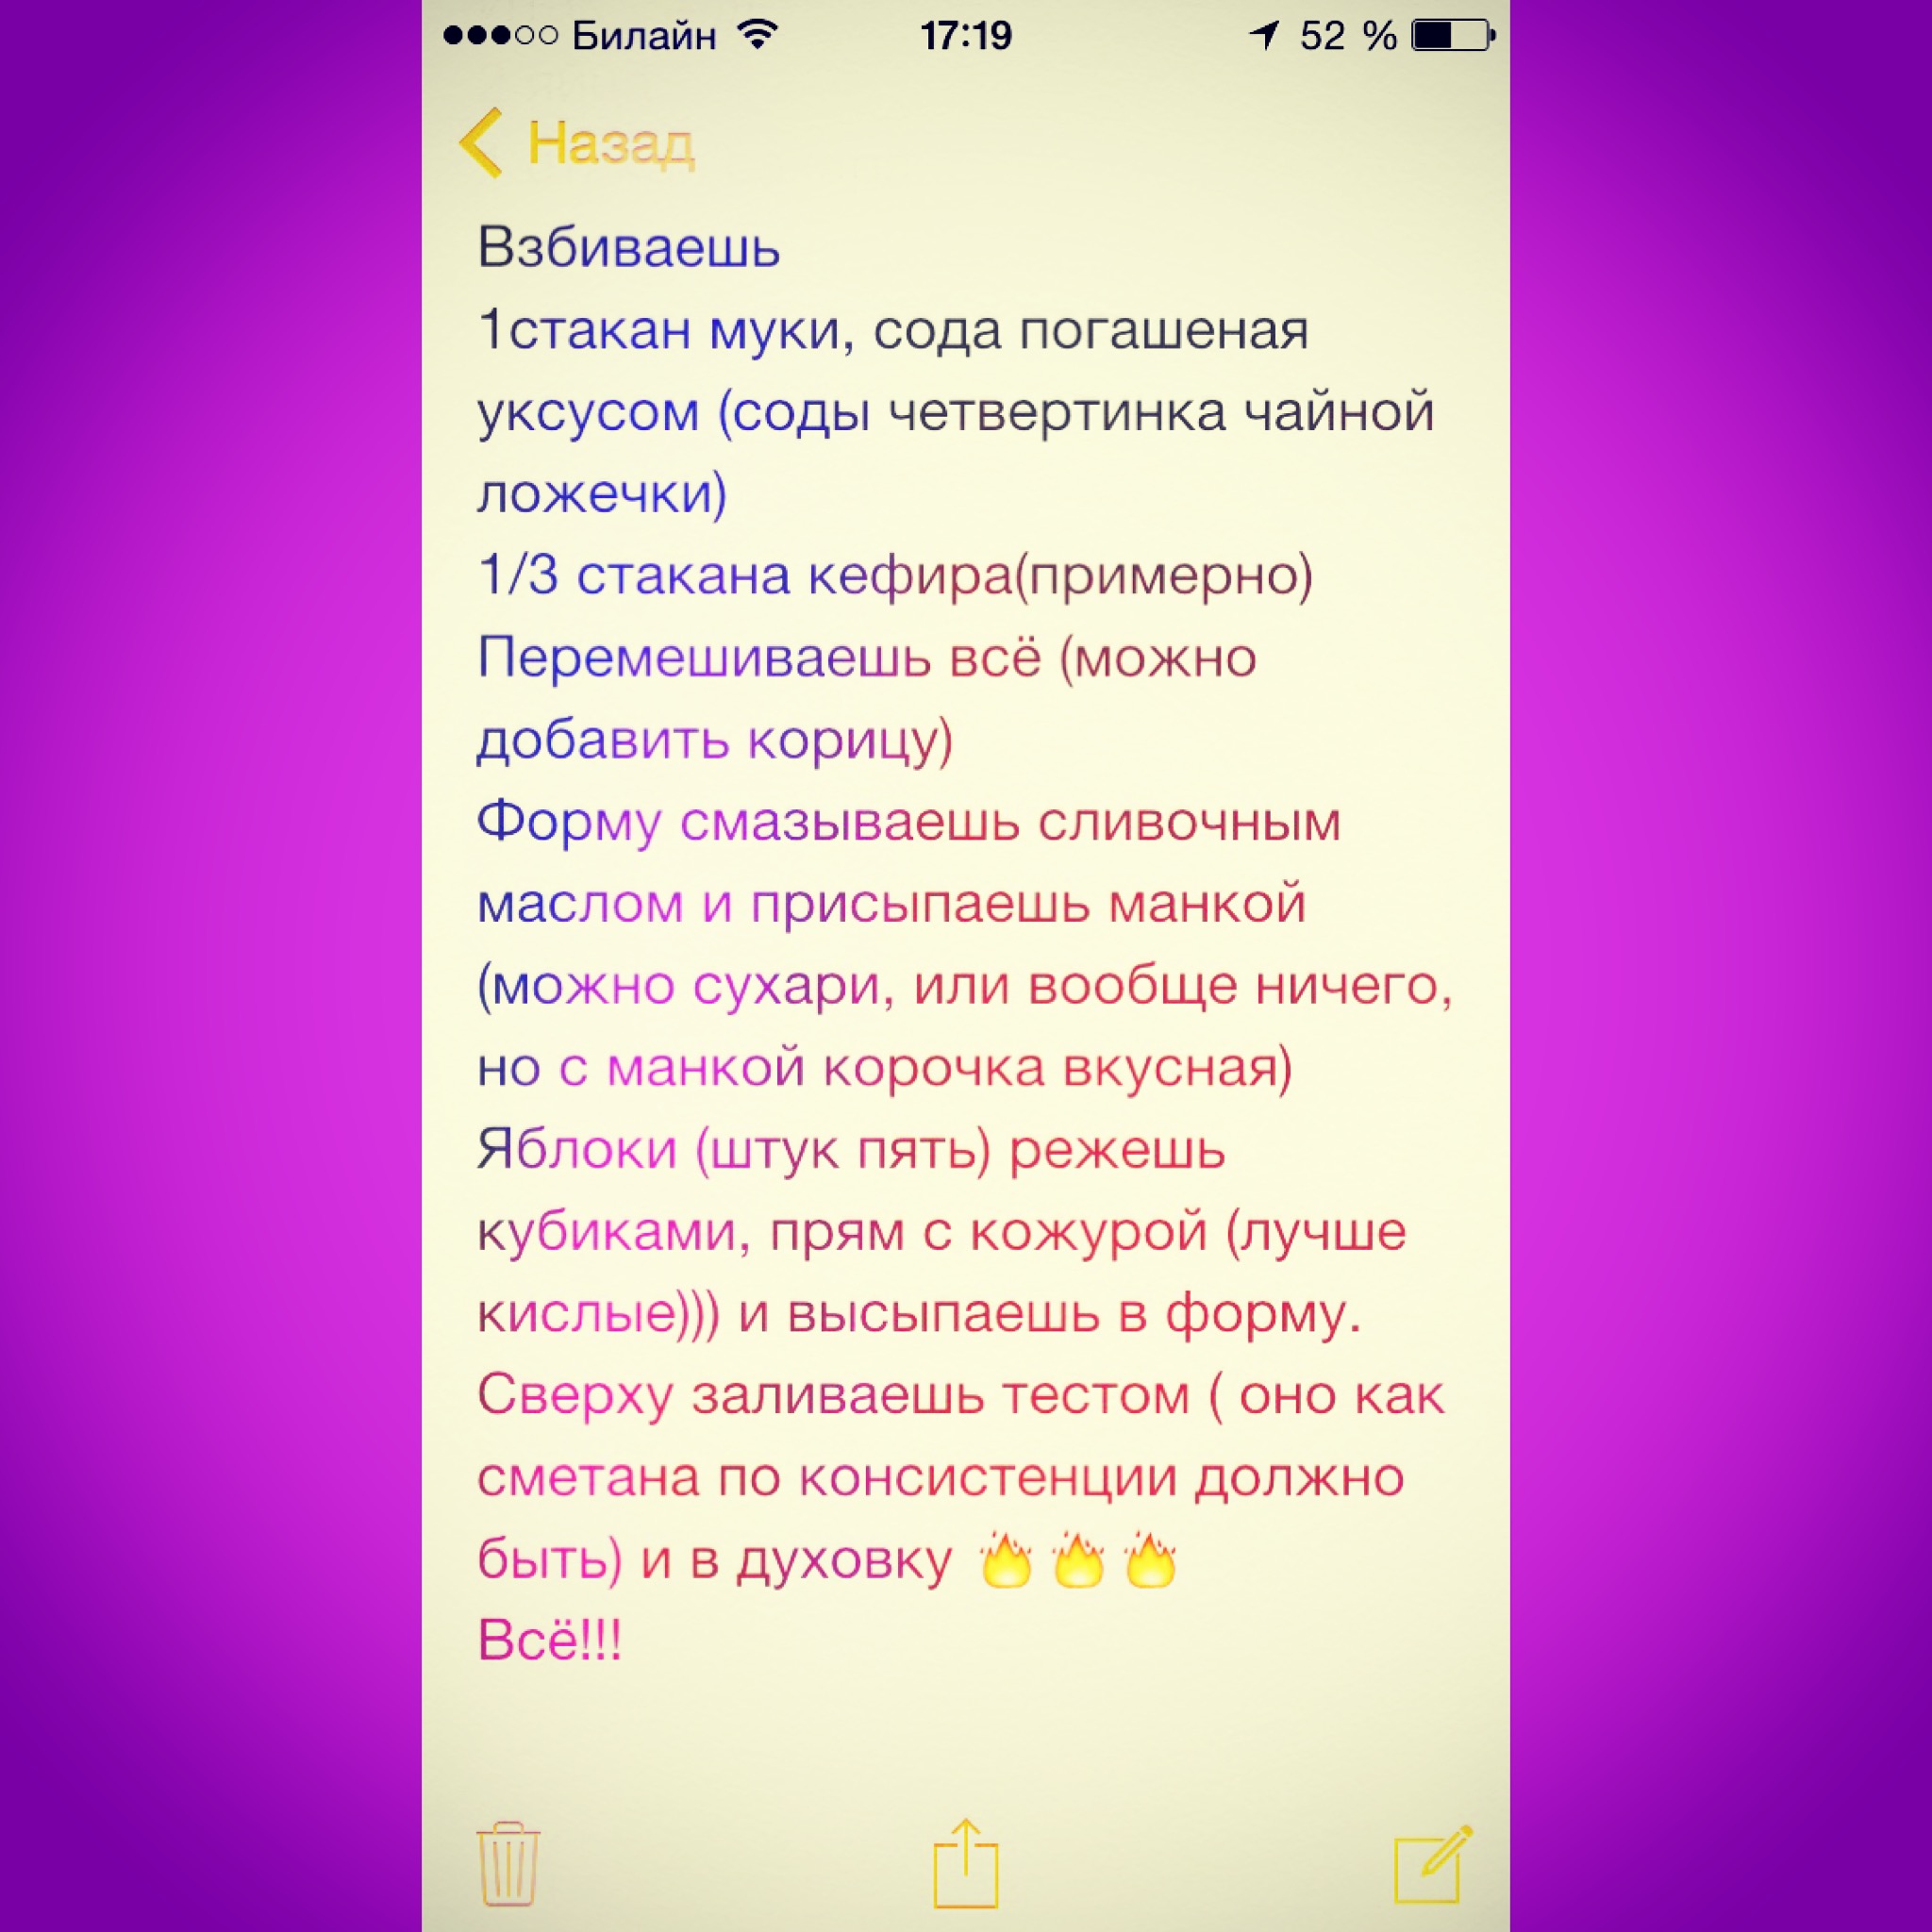 Билайн 17:19 52 %
Назад
Взбиваешь
1стакан муки, сода погашеная
уксусом (соды четвертинка чайной
ложечки)
1/3 стакана кефира(примерно)
Перемешиваешь всё (можно
добавить корицу)
Форму смазываешь сливочным
маслом и присыпаешь манкой
(можно сухари, или вообще ничего,
но с манкой корочка вкусная)
Яблоки (штук пять) режешь
кубиками, прям с кожурой (лучше
кислые))) и высыпаешь в форму.
Сверху заливаешь тестом ( оно как
сметана по консистенции должно
быть) и в духовку 🔥🔥🔥
Всё!!!